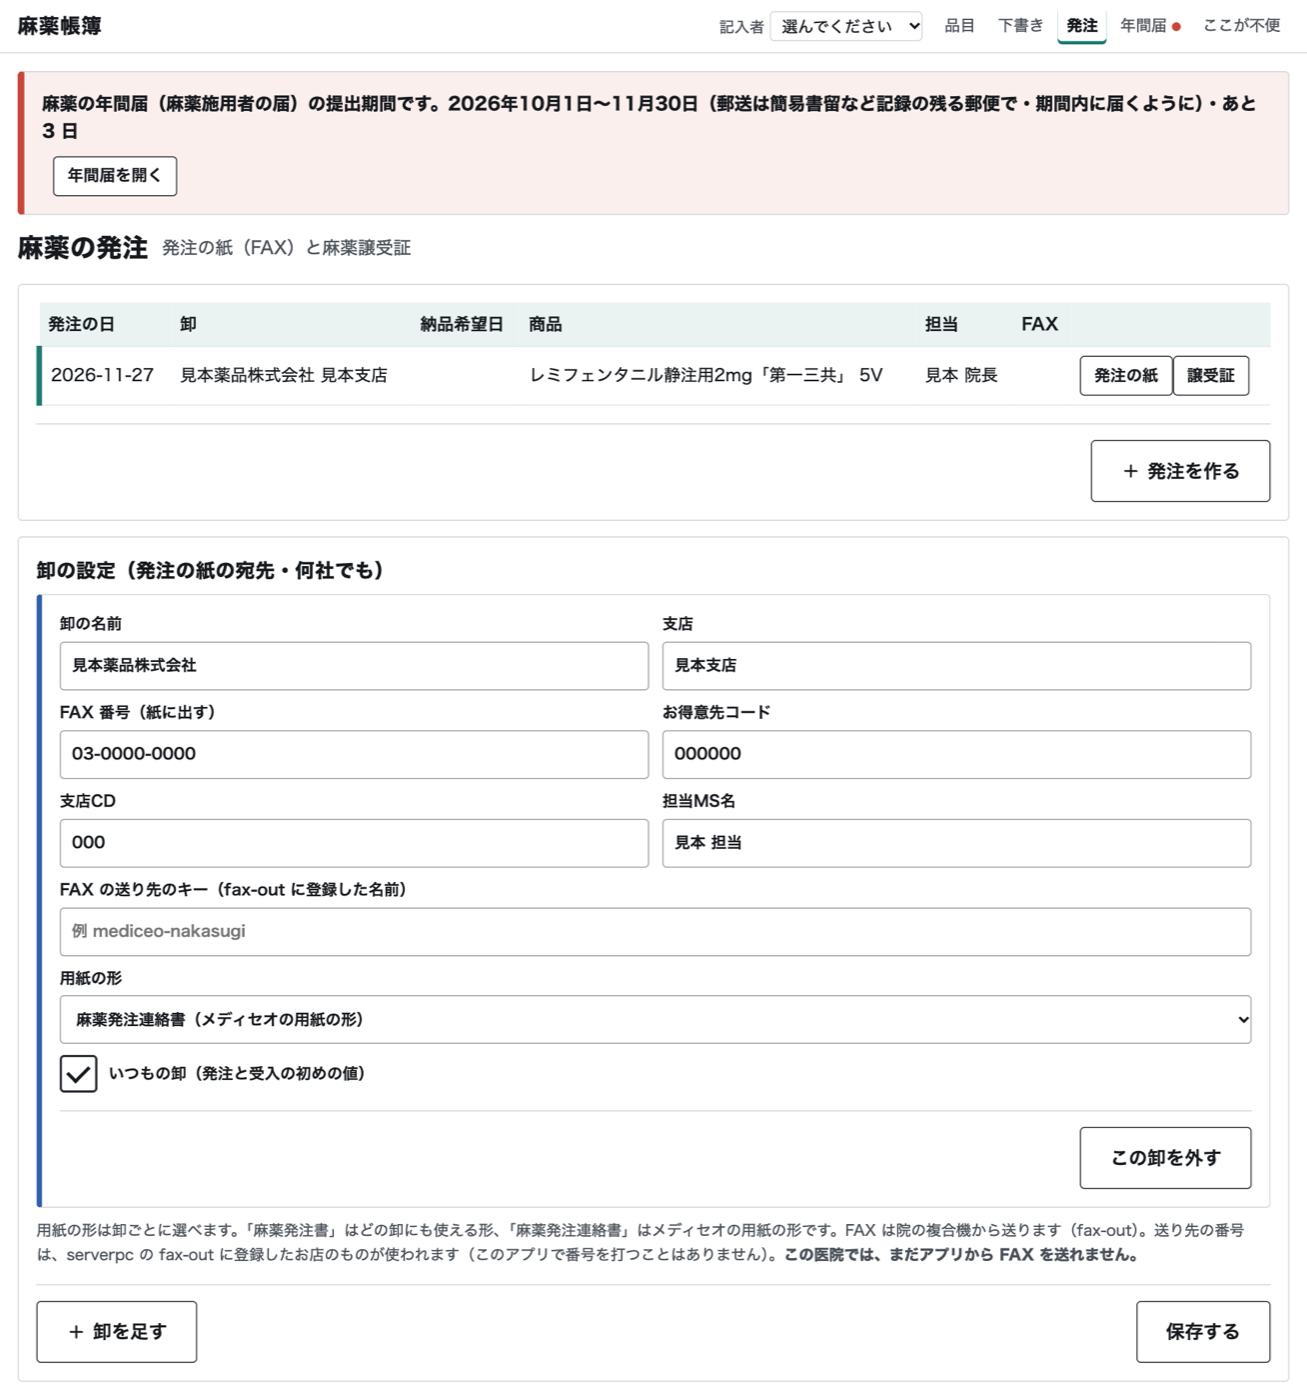 麻薬帳簿
記入者 選んでください 品目 下書き 発注 年間届 ここが不便
麻薬の年間届（麻薬施用者の届）の提出期間です。2026年10月1日〜11月30日（郵送は簡易書留など記録の残る郵便で・期間内に届くように）・あと
3 日
年間届を開く
麻薬の発注 発注の紙（FAX）と麻薬譲受証
発注の日 卸 納品希望日 商品 担当 FAX
2026-11-27 見本薬品株式会社 見本支店 レミフェンタニル静注用2mg「第一三共」 5V 見本 院長 発注の紙 譲受証
＋ 発注を作る
卸の設定（発注の紙の宛先・何社でも）
卸の名前 支店
見本薬品株式会社 見本支店
FAX 番号（紙に出す） お得意先コード
03-0000-0000 000000
支店CD 担当MS名
000 見本 担当
FAX の送り先のキー（fax-out に登録した名前）
例 mediceo-nakasugi
用紙の形
麻薬発注連絡書（メディセオの用紙の形）
いつもの卸（発注と受入の初めの値）
この卸を外す
用紙の形は卸ごとに選べます。「麻薬発注書」はどの卸にも使える形、「麻薬発注連絡書」はメディセオの用紙の形です。FAX は院の複合機から送ります（fax-out）。送り先の番号
は、serverpc の fax-out に登録したお店のものが使われます（このアプリで番号を打つことはありません）。この医院では、まだアプリから FAX を送れません。
＋ 卸を足す 保存する